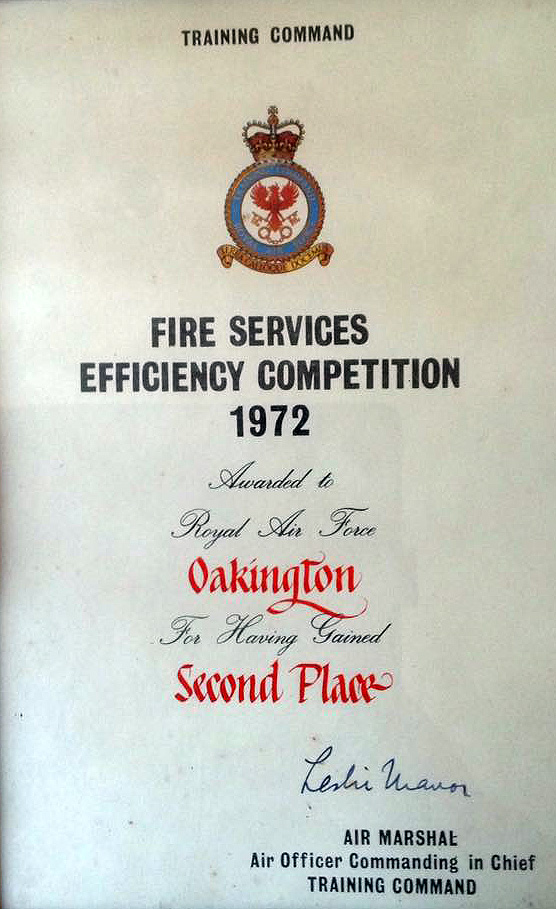 TRAINING COMMAND
FIRE SERVICES
EFFICIENCY COMPETITION
1972
Awarded to
Royal Air Force
Oakington
For Having Gained
Second Place
Leslie Mavor
AIR MARSHAL
Air Officer Commanding in Chief
TRAINING COMMAND